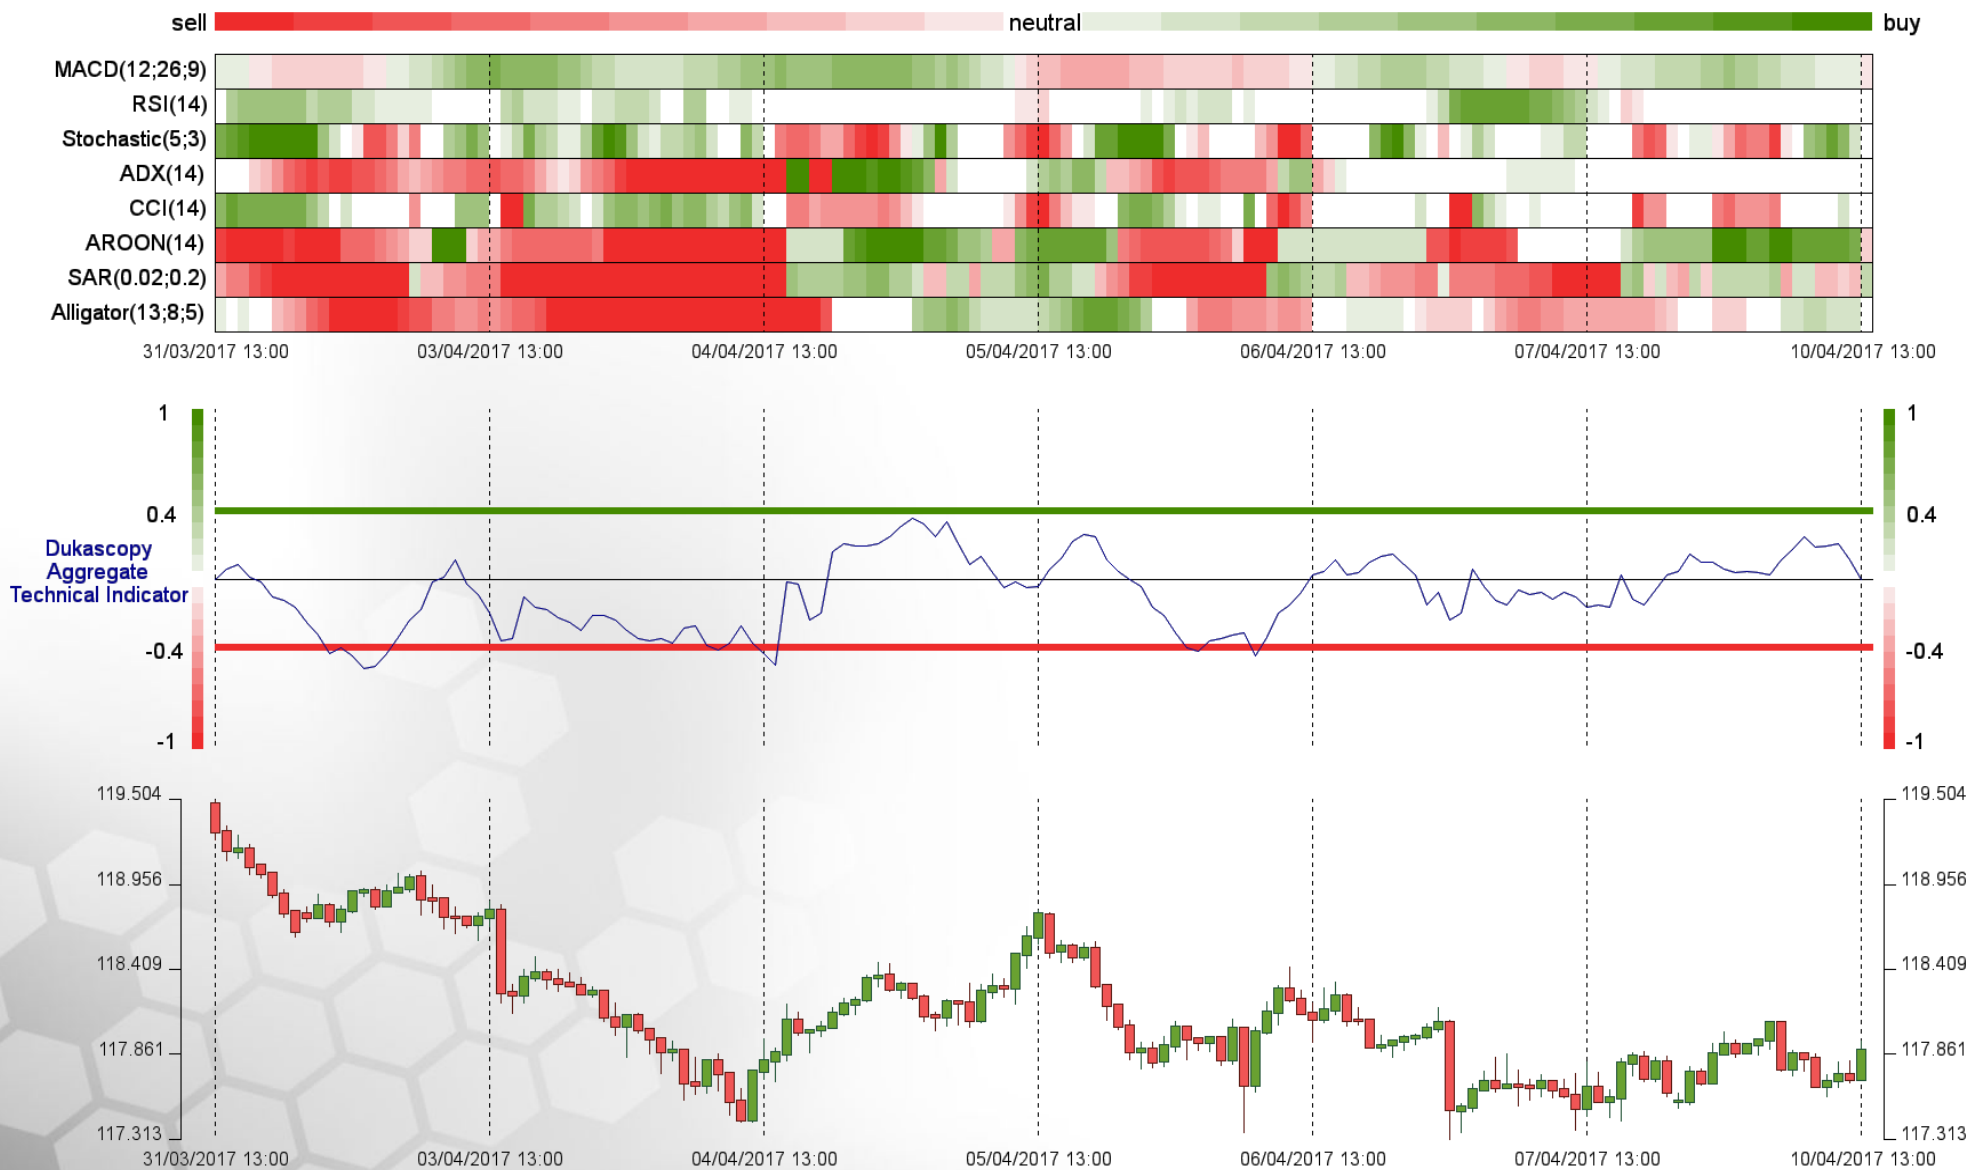 sell neutral buy
MACD(12;26;9)
RSI(14)
Stochastic(5;3)
ADX(14)
CCI(14)
AROON(14)
SAR(0.02;0.2)
Alligator(13;8;5)
31/03/2017 13:00 03/04/2017 13:00 04/04/2017 13:00 05/04/2017 13:00 06/04/2017 13:00 07/04/2017 13:00 10/04/2017 13:00
1 1
0.4 0.4
Dukascopy
Aggregate
Technical Indicator
-0.4 -0.4
-1 -1
119.504 119.504
118.956 118.956
118.409 118.409
117.861 117.861
117.313 117.313
31/03/2017 13:00 03/04/2017 13:00 04/04/2017 13:00 05/04/2017 13:00 06/04/2017 13:00 07/04/2017 13:00 10/04/2017 13:00